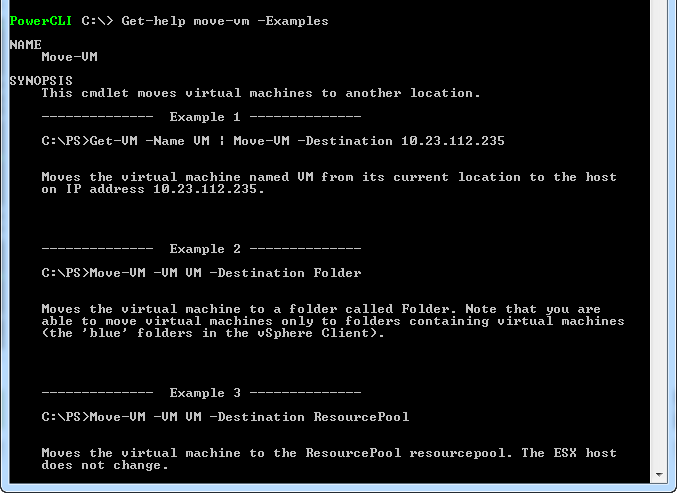 PowerCLI C:\> Get-help move-vm -Examples
NAME
Move-VM
SYNOPSIS
This cmdlet moves virtual machines to another location.
-------------- Example 1 --------------
C:\PS>Get-VM -Name VM | Move-VM -Destination 10.23.112.235
Moves the virtual machine named VM from its current location to the host
on IP address 10.23.112.235.
-------------- Example 2 --------------
C:\PS>Move-VM -VM VM -Destination Folder
Moves the virtual machine to a folder called Folder. Note that you are
able to move virtual machines only to folders containing virtual machines
(the 'blue' folders in the vSphere Client).
-------------- Example 3 --------------
C:\PS>Move-VM -VM VM -Destination ResourcePool
Moves the virtual machine to the ResourcePool resourcepool. The ESX host
does not change.